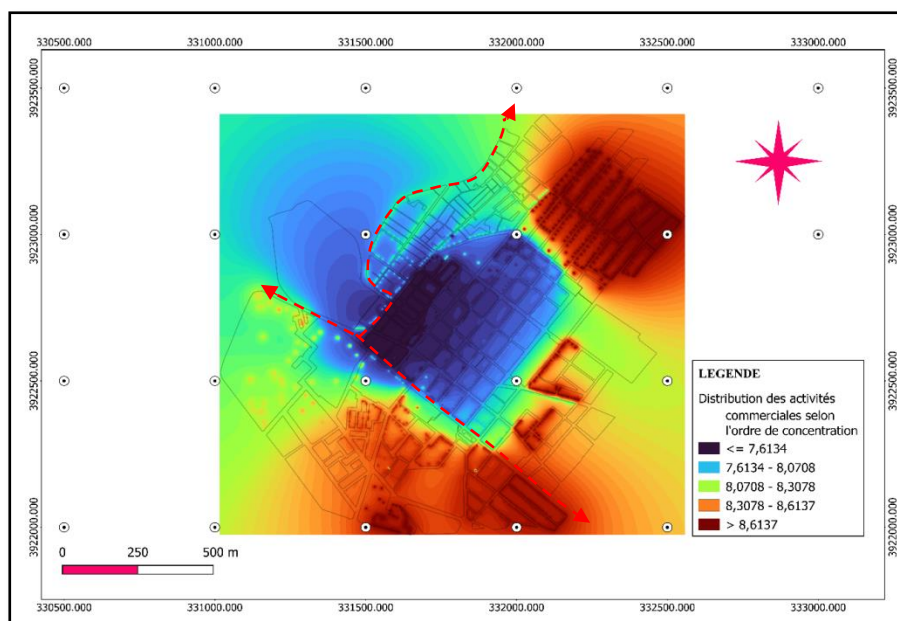 330500.000 331000.000 331500.000 332000.000 332500.000 333000.000
3923500.000 3923500.000
3923000.000 3923000.000
3922500.000 3922500.000
3922000.000 3922000.000
LEGENDE
Distribution des activités
commerciales selon
l'ordre de concentration
<= 7,6134
7,6134 - 8,0708
8,0708 - 8,3078
8,3078 - 8,6137
> 8,6137
0 250 500 m
330500.000 331000.000 331500.000 332000.000 332500.000 333000.000